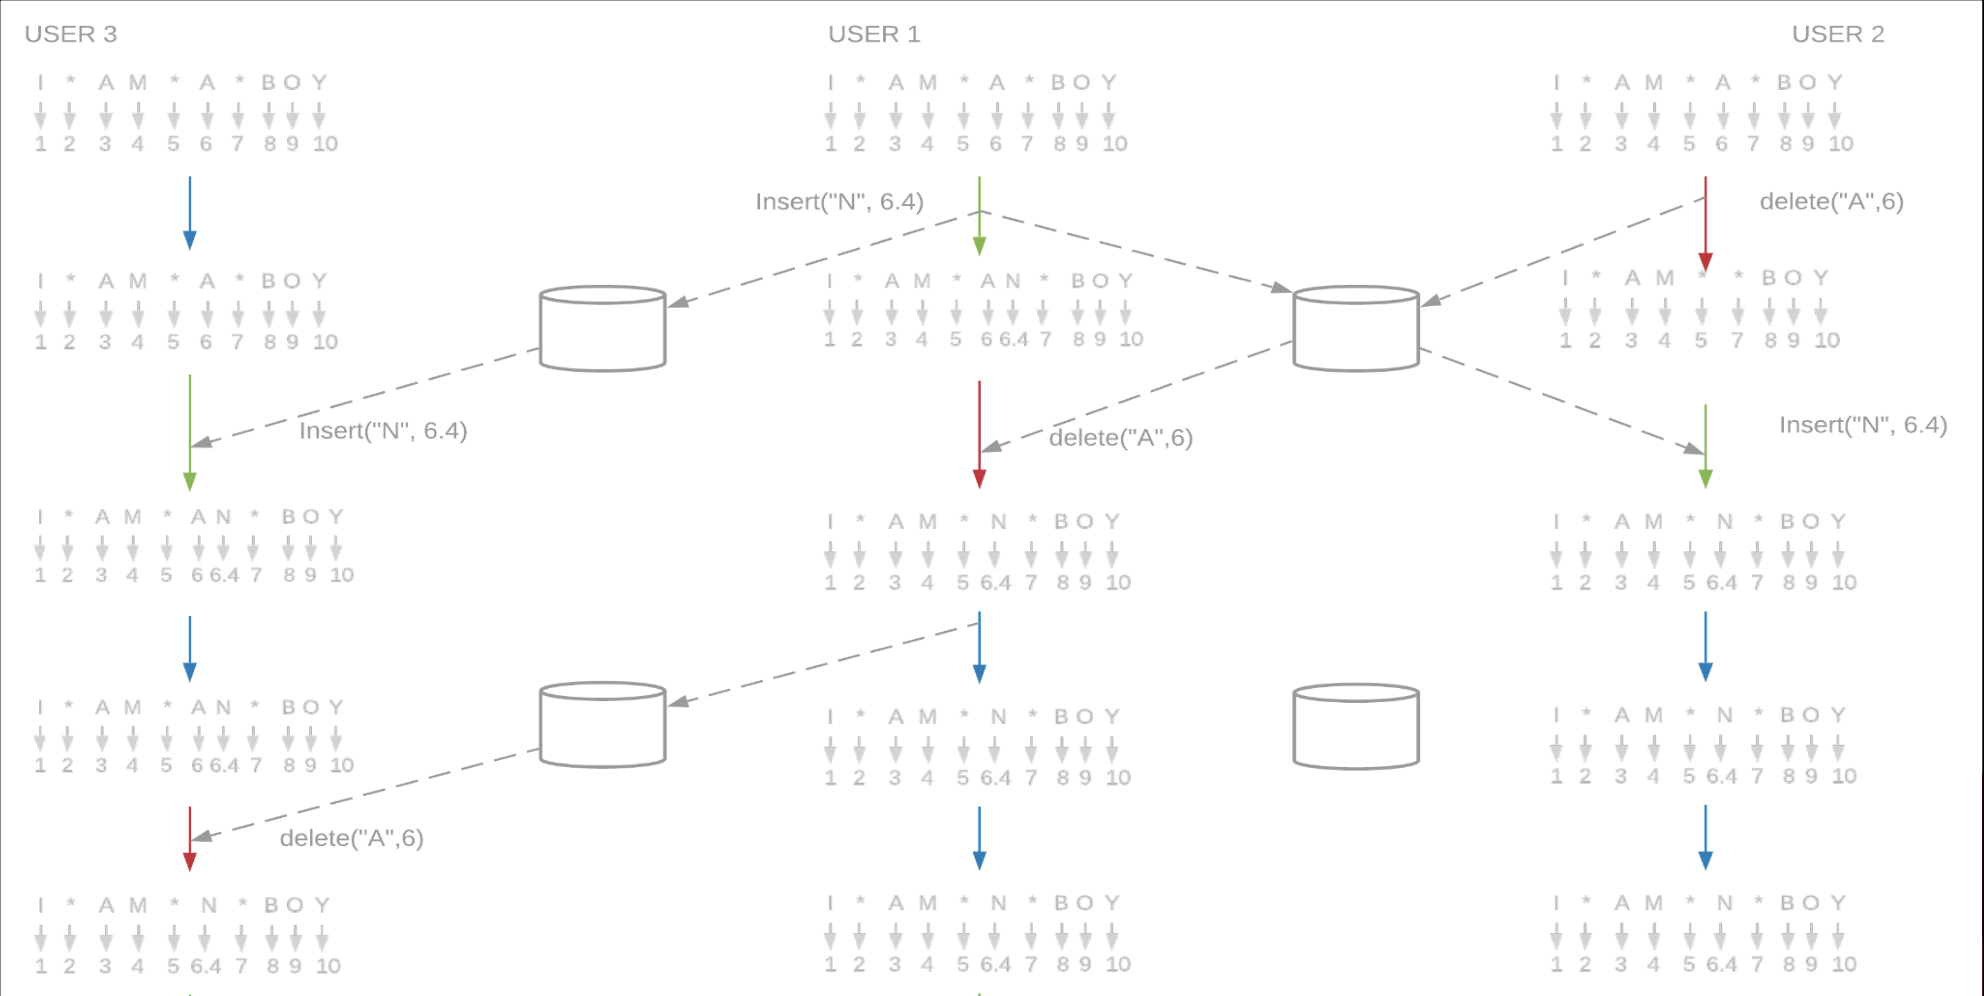 USER 3 USER 1 USER 2
I * A M * A * B O Y I * A M * A * B O Y I * A M * A * B O Y
1 2 3 4 5 6 7 8 9 10 1 2 3 4 5 6 7 8 9 10 1 2 3 4 5 6 7 8 9 10
Insert("N", 6.4) delete("A",6)
I * A M * A * B O Y I * A M * A N * B O Y I * A M * * B O Y
1 2 3 4 5 6 7 8 9 10 1 2 3 4 5 6 6.4 7 8 9 10 1 2 3 4 5 7 8 9 10
Insert("N", 6.4) delete("A",6) Insert("N", 6.4)
I * A M * A N * B O Y I * A M * N * B O Y I * A M * N * B O Y
1 2 3 4 5 6 6.4 7 8 9 10 1 2 3 4 5 6.4 7 8 9 10 1 2 3 4 5 6.4 7 8 9 10
I * A M * A N * B O Y I * A M * N * B O Y I * A M * N * B O Y
1 2 3 4 5 6 6.4 7 8 9 10 1 2 3 4 5 6.4 7 8 9 10 1 2 3 4 5 6.4 7 8 9 10
delete("A",6)
I * A M * N * B O Y I * A M * N * B O Y I * A M * N * B O Y
1 2 3 4 5 6.4 7 8 9 10 1 2 3 4 5 6.4 7 8 9 10 1 2 3 4 5 6.4 7 8 9 10